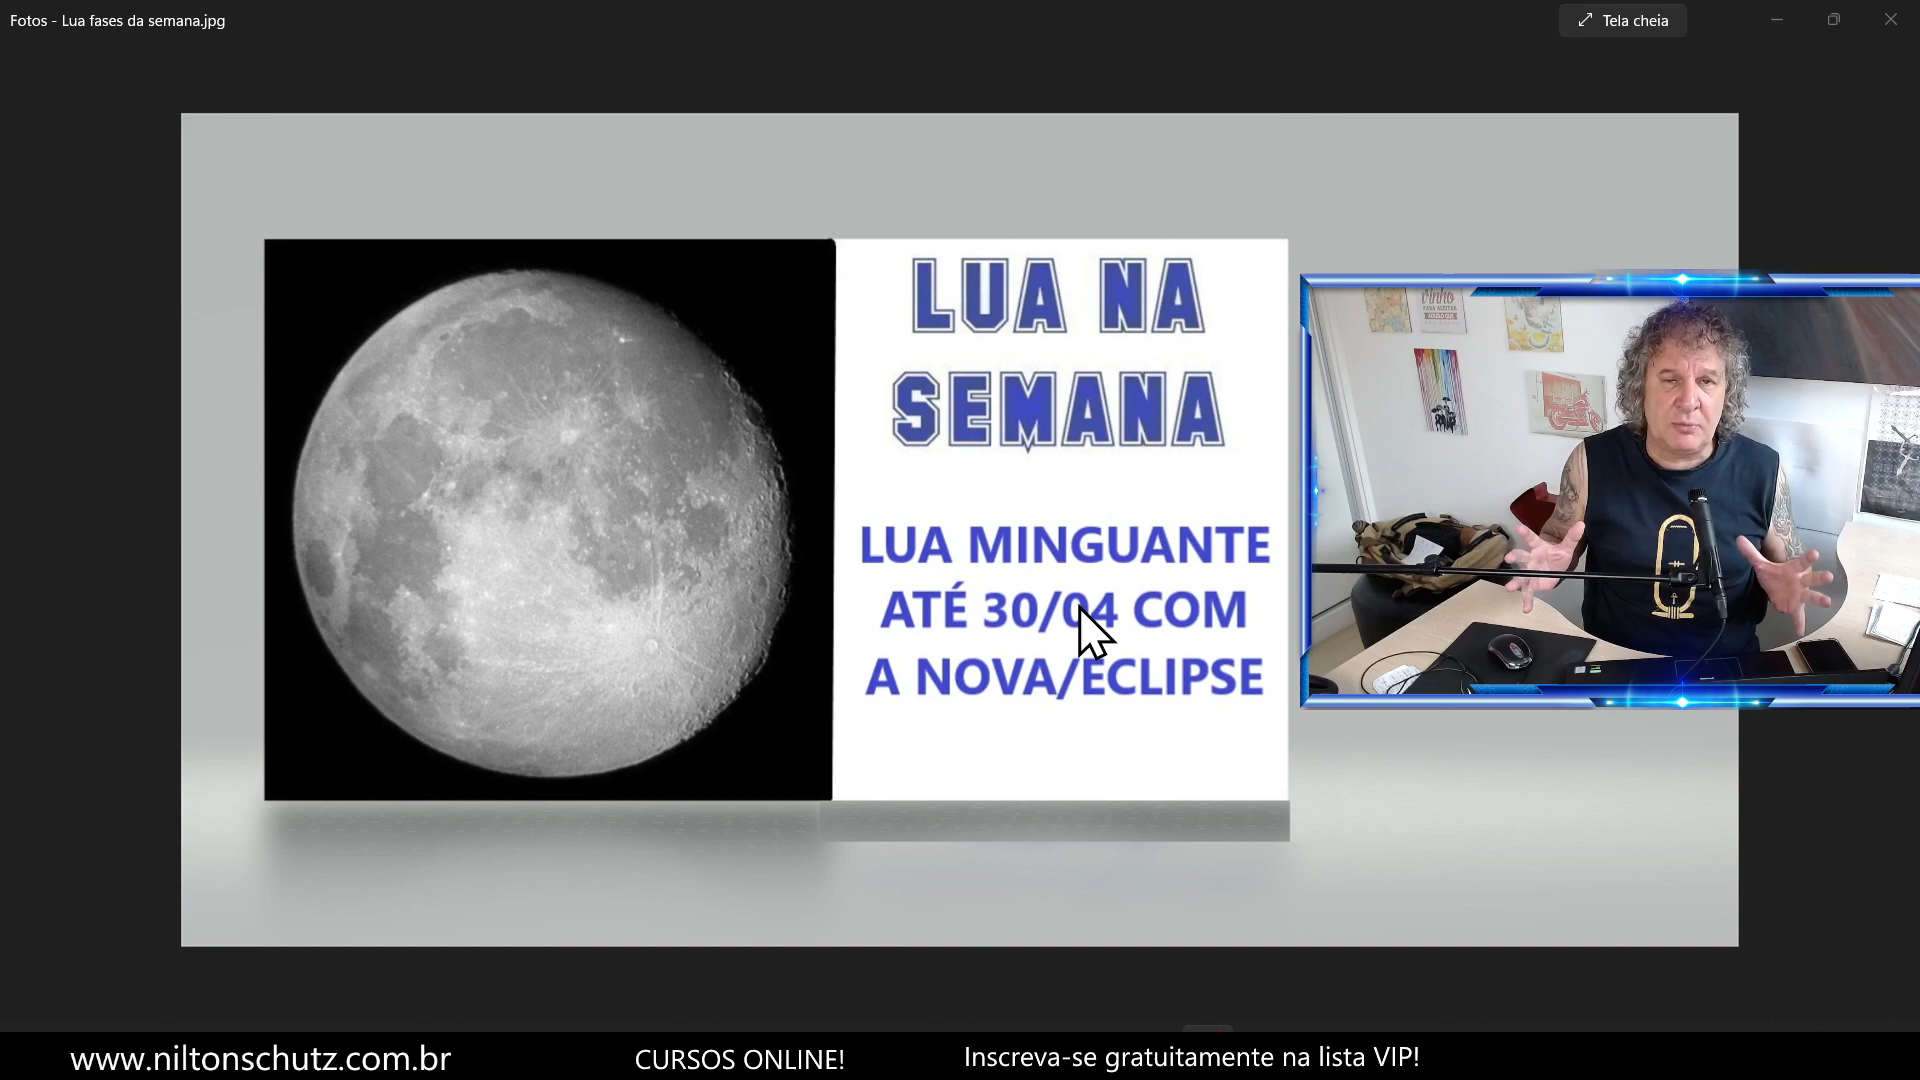 Fotos - Lua fases da semana.jpg
Tela cheia
LUA NA
SEMANA
LUA MINGUANTE
ATÉ 30/04 COM
A NOVA/ECLIPSE
Vinho
www.niltonschutz.com.br
CURSOS ONLINE!
Inscreva-se gratuitamente na lista VIP!